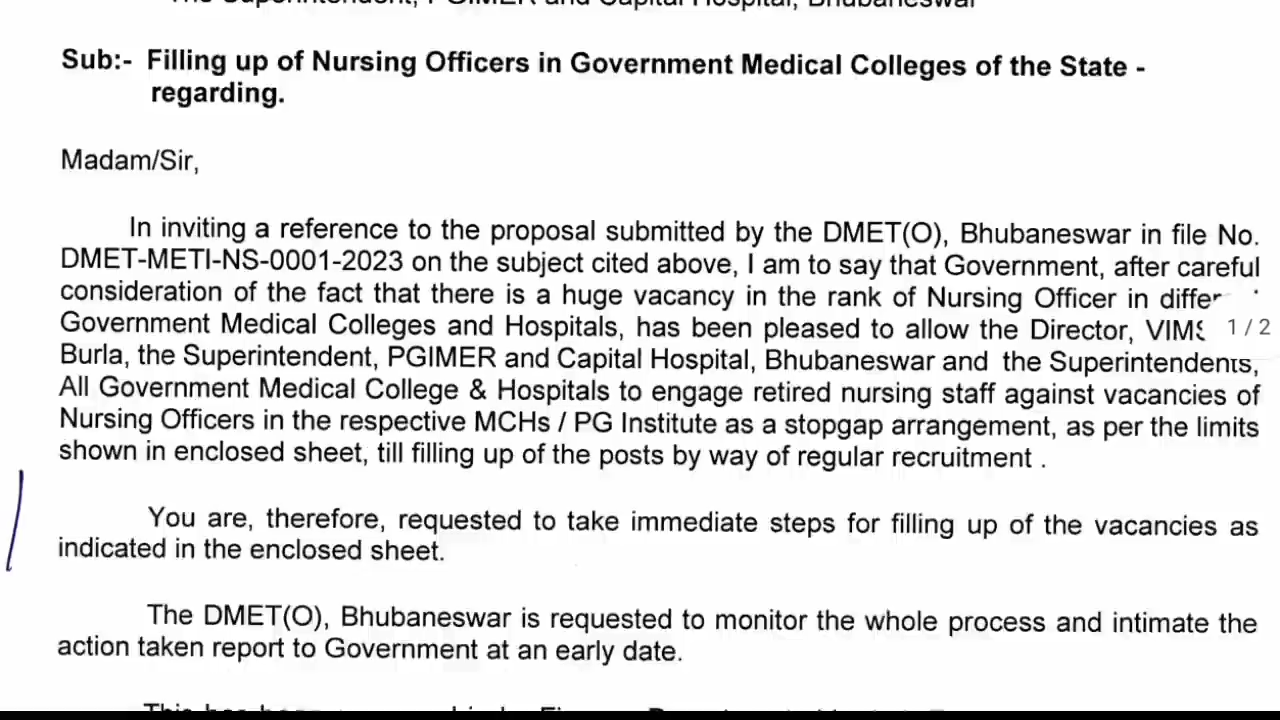 The Superintendent, PGIMER and Capital Hospital, Bhubaneswar
Sub:- Filling up of Nursing Officers in Government Medical Colleges of the State -
regarding.
Madam/Sir,
In inviting a reference to the proposal submitted by the DMET(O), Bhubaneswar in file No.
DMET-METI-NS-0001-2023 on the subject cited above, I am to say that Government, after careful
consideration of the fact that there is a huge vacancy in the rank of Nursing Officer in
Government Medical Colleges and Hospitals, has been pleased to allow the Director, 1 / 2
Burla, the Superintendent, PGIMER and Capital Hospital, Bhubaneswar and the Superintendents,
All Government Medical College & Hospitals to engage retired nursing staff against vacancies of
Nursing Officers in the respective MCHs / PG Institute as a stopgap arrangement, as per the limits
shown in enclosed sheet, till filling up of the posts by way of regular recruitment .
You are, therefore, requested to take immediate steps for filling up of the vacancies as
indicated in the enclosed sheet.
The DMET(O), Bhubaneswar is requested to monitor the whole process and intimate the
action taken report to Government at an early date.